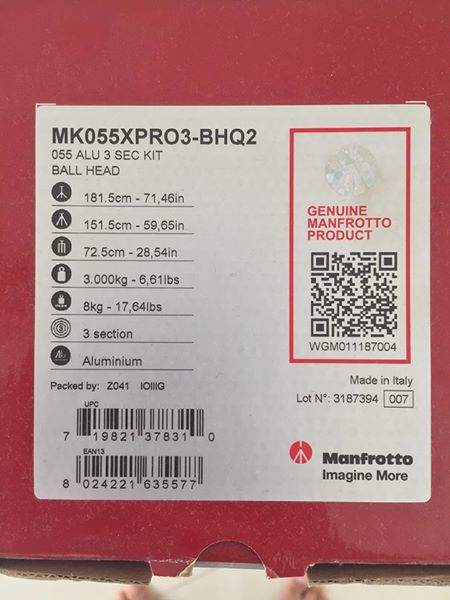 MK055XPRO3-BHQ2
055 ALU 3 SEC KIT
BALL HEAD
181.5cm - 71,46in
151.5cm - 59,65in
72.5cm - 28,54in
3.000kg - 6,61lbs
8kg - 17,64lbs
3 section
Aluminium
Packed by: Z041 IOIIIG
UPC
7 19821 37831 0
EAN13
8 024221 635577
GENUINE
MANFROTTO
PRODUCT
WGM011187004
Made in Italy
Lot N°: 3187394 007
Manfrotto
Imagine More